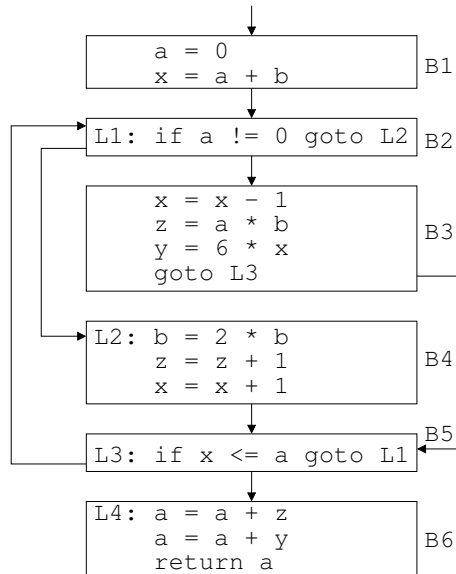 a = 0
x = a + b
B1
L1: if a != 0 goto L2
B2
x = x - 1
z = a * b
y = 6 * x
goto L3
B3
L2: b = 2 * b
z = z + 1
x = x + 1
B4
B5
L3: if x <= a goto L1
L4: a = a + z
a = a + y
return a
B6